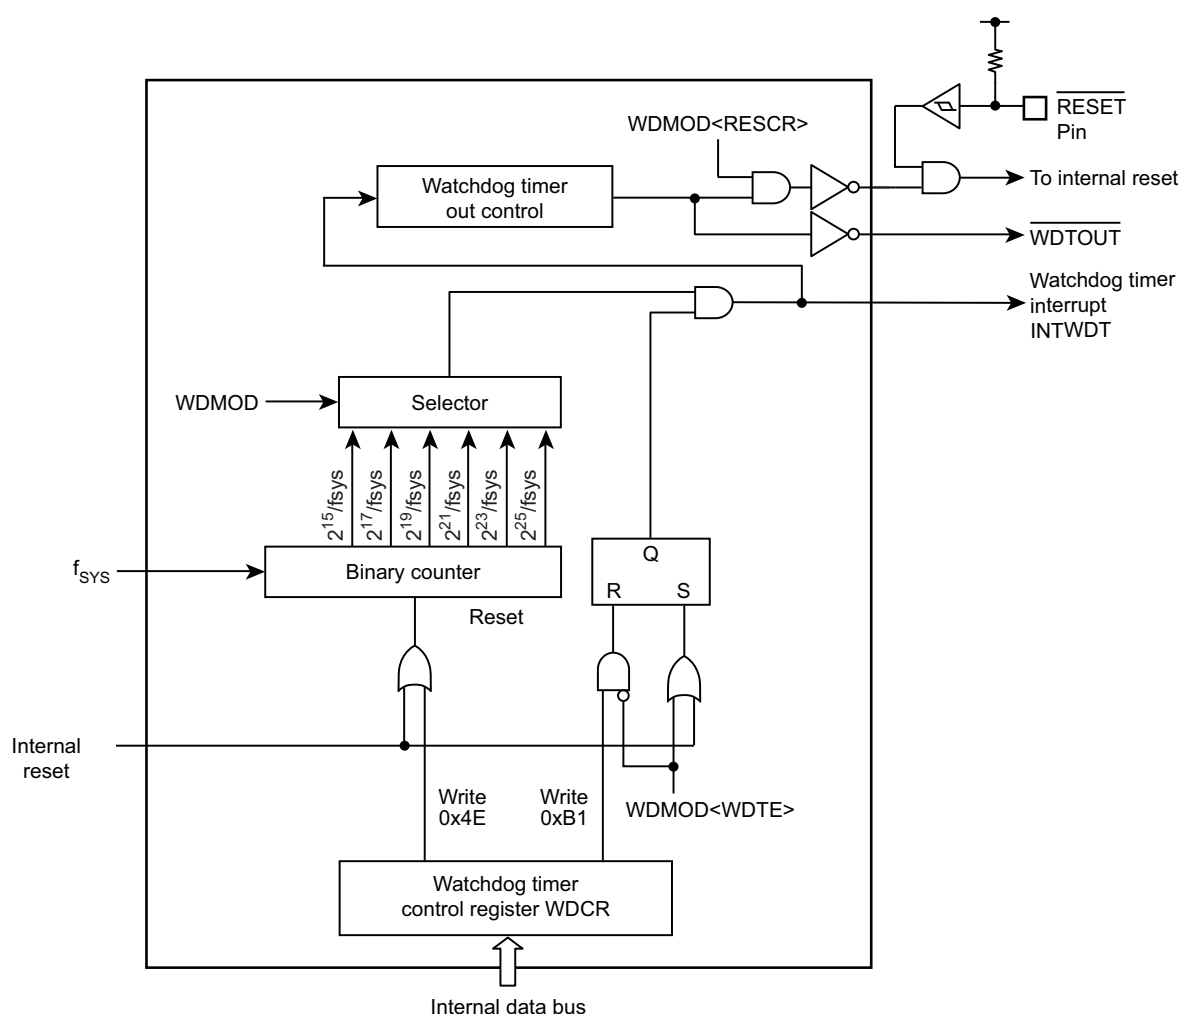 WDMOD<RESCR>
RESET
Pin
Watchdog timer
out control
To internal reset
WDTOUT
Watchdog timer
interrupt
INTWDT
WDMOD
Selector
2^15/fsys
2^17/fsys
2^19/fsys
2^21/fsys
2^23/fsys
2^25/fsys
fSYS
Binary counter
Reset
Q
R S
Internal
reset
Write
0x4E
Write
0xB1
WDMOD<WDTE>
Watchdog timer
control register WDCR
Internal data bus